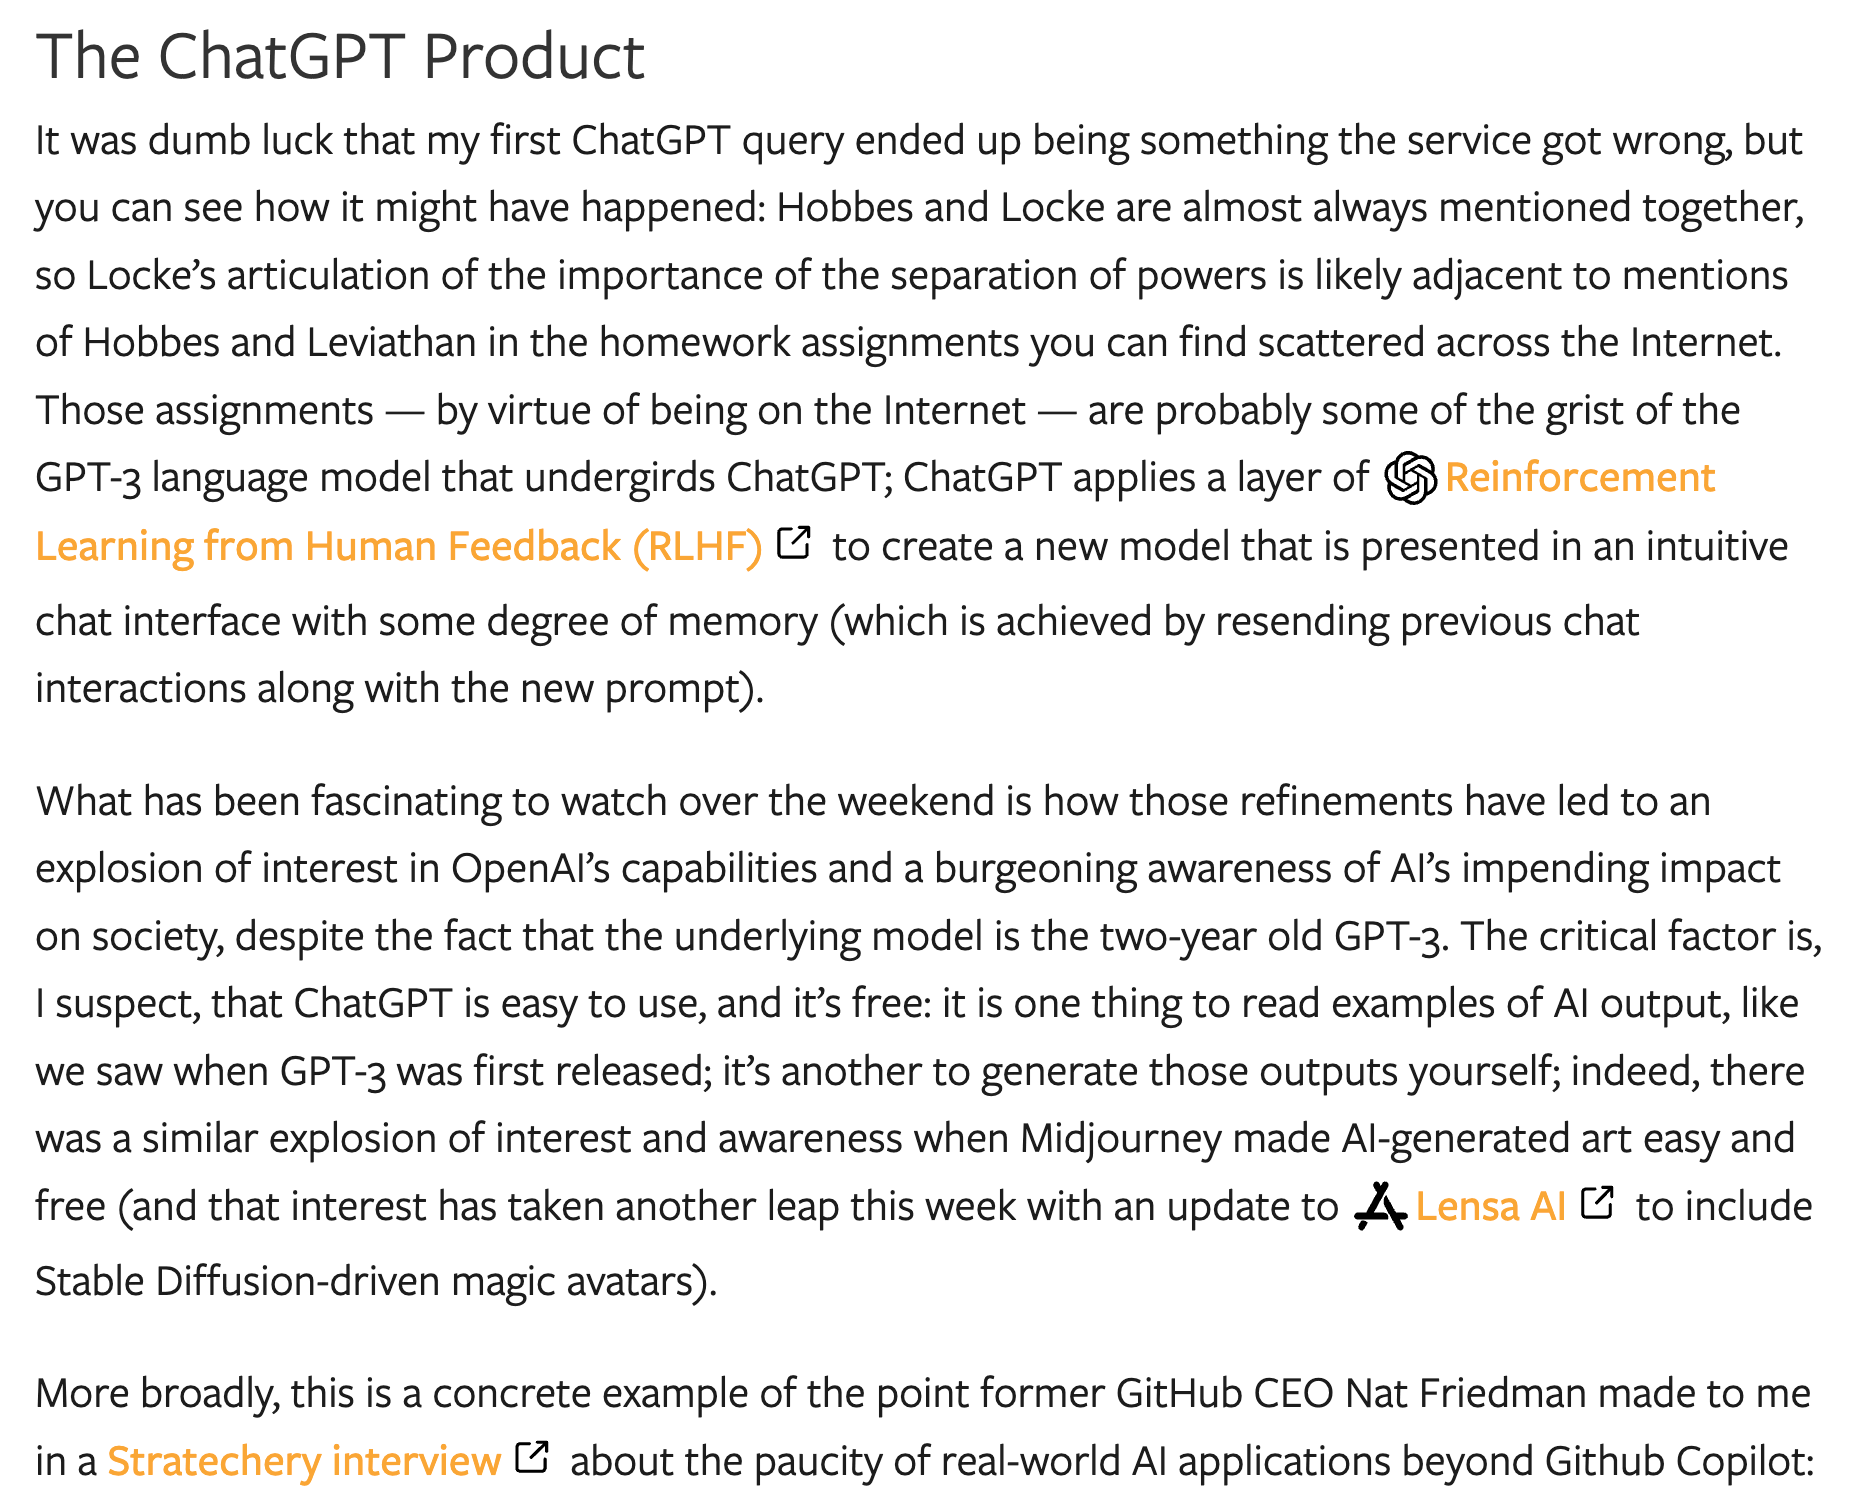 The ChatGPT Product
It was dumb luck that my first ChatGPT query ended up being something the service got wrong, but
you can see how it might have happened: Hobbes and Locke are almost always mentioned together,
so Locke’s articulation of the importance of the separation of powers is likely adjacent to mentions
of Hobbes and Leviathan in the homework assignments you can find scattered across the Internet.
Those assignments — by virtue of being on the Internet — are probably some of the grist of the
GPT-3 language model that undergirds ChatGPT; ChatGPT applies a layer of Reinforcement
Learning from Human Feedback (RLHF) to create a new model that is presented in an intuitive
chat interface with some degree of memory (which is achieved by resending previous chat
interactions along with the new prompt).
What has been fascinating to watch over the weekend is how those refinements have led to an
explosion of interest in OpenAI’s capabilities and a burgeoning awareness of AI’s impending impact
on society, despite the fact that the underlying model is the two-year old GPT-3. The critical factor is,
I suspect, that ChatGPT is easy to use, and it’s free: it is one thing to read examples of AI output, like
we saw when GPT-3 was first released; it’s another to generate those outputs yourself; indeed, there
was a similar explosion of interest and awareness when Midjourney made AI-generated art easy and
free (and that interest has taken another leap this week with an update to Lensa AI to include
Stable Diffusion-driven magic avatars).
More broadly, this is a concrete example of the point former GitHub CEO Nat Friedman made to me
in a Stratechery interview about the paucity of real-world AI applications beyond Github Copilot: